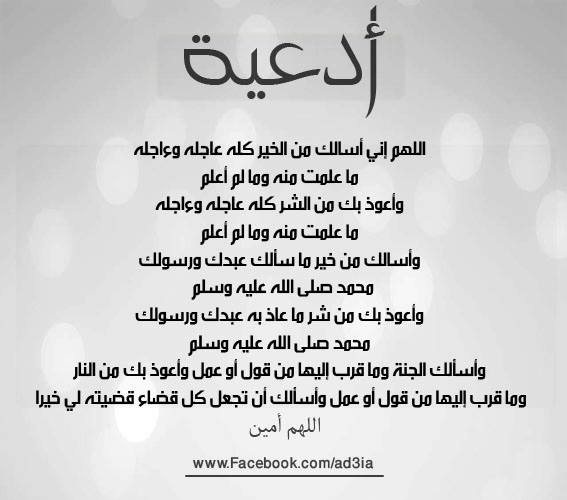 أدعية
اللهم إني أسالك من الخير كله عاجله وءاجله
ما علمت منه وما لم أعلم
وأعوذ بك من الشر كله عاجله وءاجله
ما علمت منه وما لم أعلم
وأسالك من خير ما سألك عبدك ورسولك
محمد صلى الله عليه وسلم
وأعوذ بك من شر ما عاذ به عبدك ورسولك
محمد صلى الله عليه وسلم
وأسألك الجنة وما قرب إليها من قول أو عمل وأعوذ بك من النار
وما قرب إليها من قول أو عمل وأسألك أن تجعل كل قضاء قضيته لي خيرا
اللهم أمين
www.Facebook.com/ad3ia